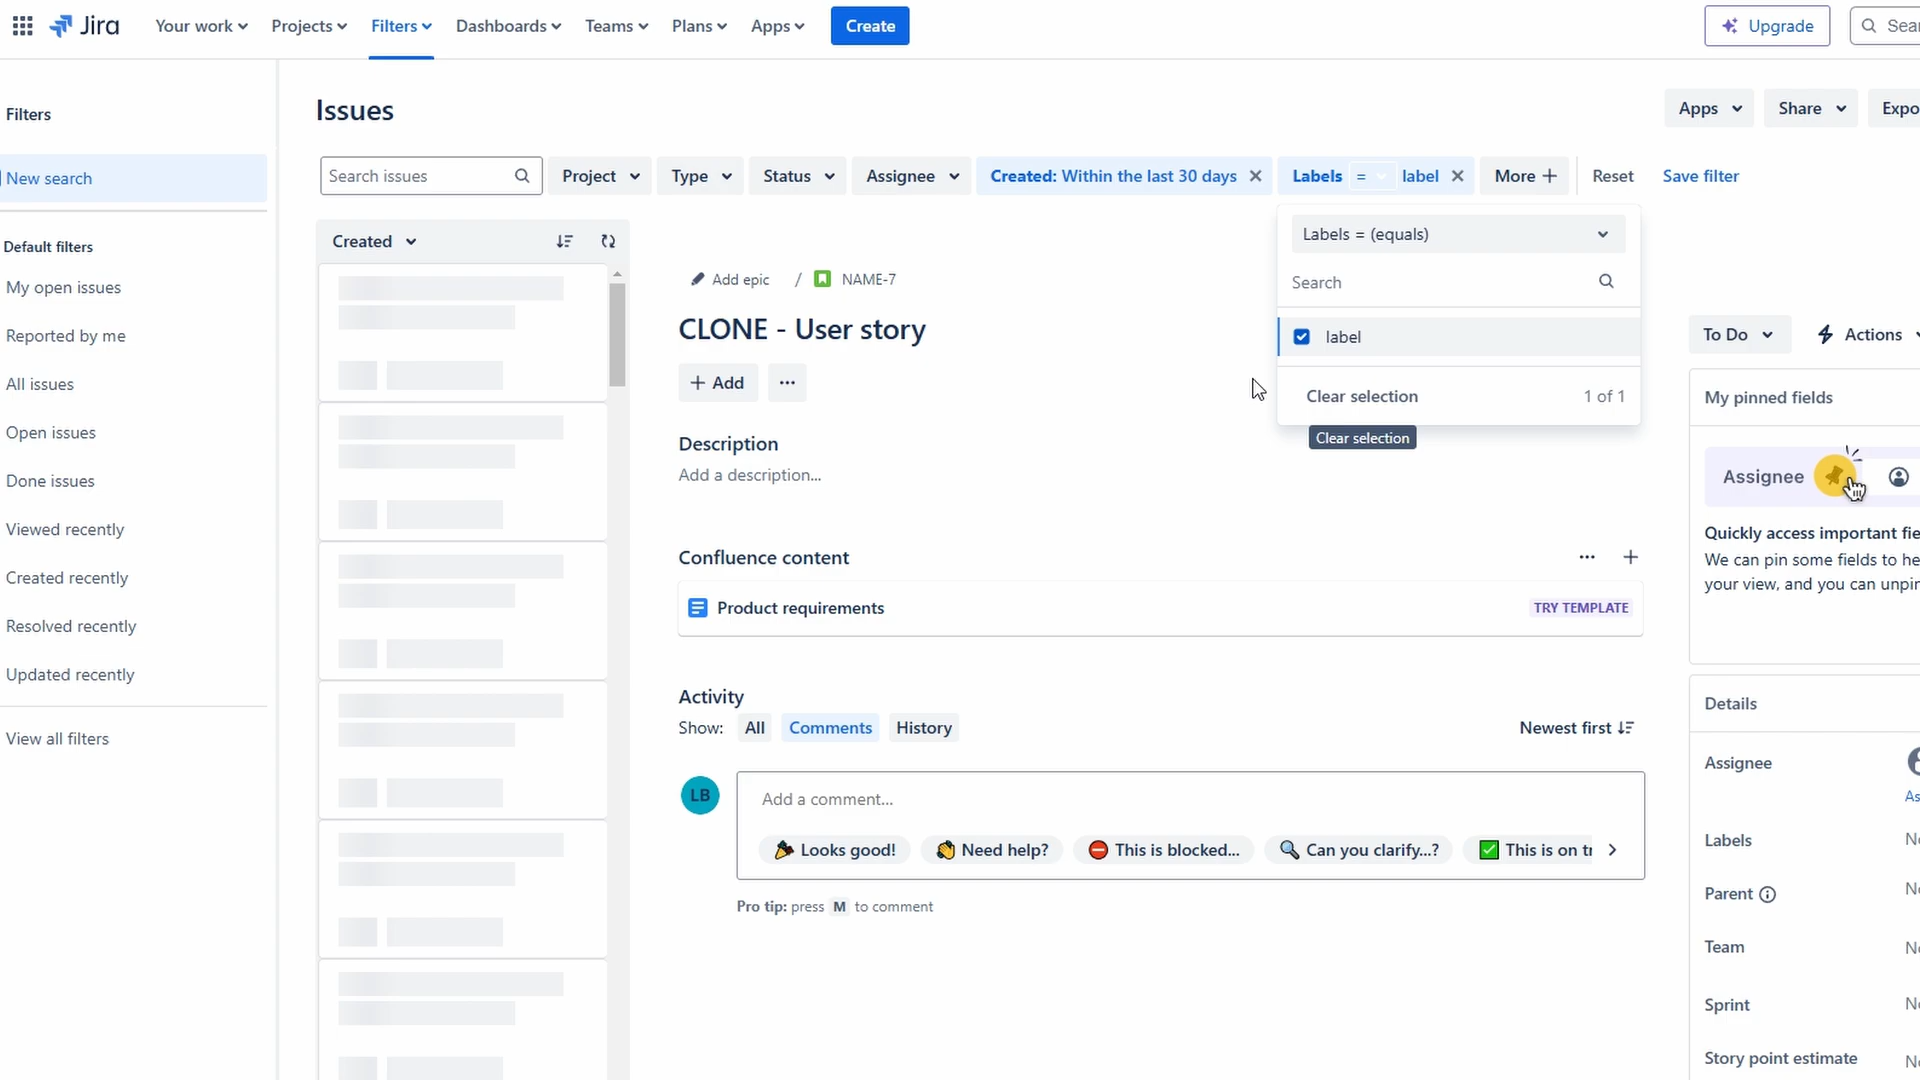 Jira
Your work
Projects
Filters
Dashboards
Teams
Plans
Apps
Create
Upgrade
Filters
New search
Default filters
My open issues
Reported by me
All issues
Open issues
Done issues
Viewed recently
Created recently
Resolved recently
Updated recently
View all filters
Issues
Apps
Share
Search issues
Project
Type
Status
Assignee
Created: Within the last 30 days
Labels = label
More
Reset
Save filter
Created
Labels = (equals)
Search
label
Clear selection 1 of 1
Clear selection
Add epic / NAME-7
CLONE - User story
Add
Description
Add a description...
Confluence content
Product requirements
TRY TEMPLATE
Activity
Show: All Comments History
Newest first
LB
Add a comment...
Looks good!
Need help?
This is blocked...
Can you clarify...?
This is on
Pro tip: press M to comment
To Do
Actions
My pinned fields
Assignee
Quickly access important
We can pin some fields to
your view, and you can
Details
Assignee
Labels
Parent
Team
Sprint
Story point estimate